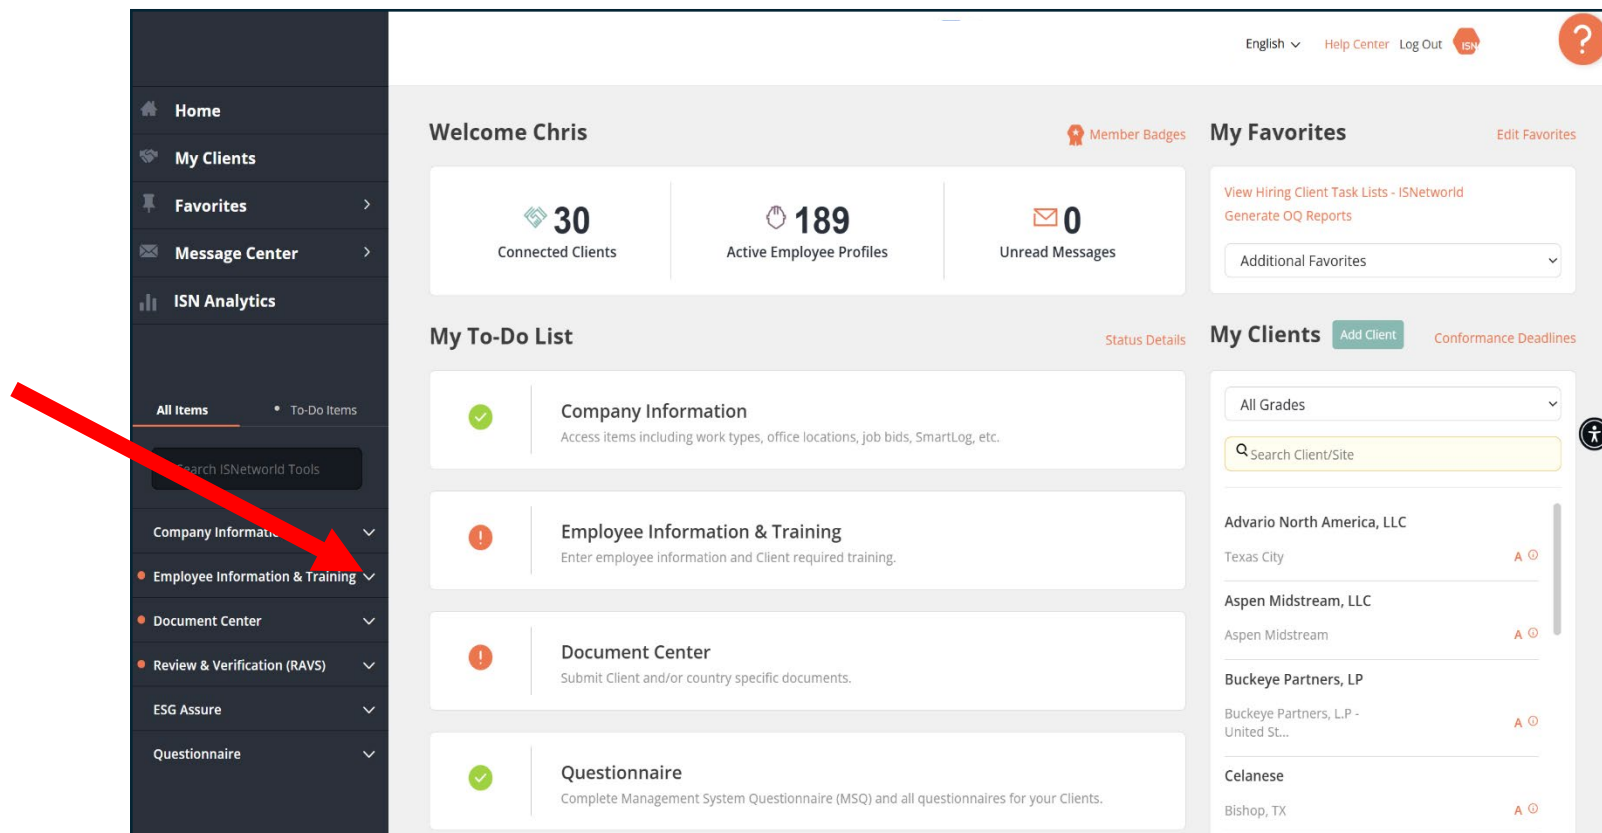 English
Help Center
Log Out
ISN
?
Home
My Clients
Favorites
Message Center
ISN Analytics
All Items
To-Do Items
Search ISNetworld Tools
Company Informati
Employee Information & Training
Document Center
Review & Verification (RAVS)
ESG Assure
Questionnaire
Welcome Chris
Member Badges
30
Connected Clients
189
Active Employee Profiles
0
Unread Messages
My To-Do List
Status Details
Company Information
Access items including work types, office locations, job bids, SmartLog, etc.
!
Employee Information & Training
Enter employee information and Client required training.
!
Document Center
Submit Client and/or country specific documents.
Questionnaire
Complete Management System Questionnaire (MSQ) and all questionnaires for your Clients.
My Favorites
Edit Favorites
View Hiring Client Task Lists - ISNetworld
Generate OQ Reports
Additional Favorites
My Clients
Add Client
Conformance Deadlines
All Grades
Search Client/Site
Advario North America, LLC
Texas City
A
Aspen Midstream, LLC
Aspen Midstream
A
Buckeye Partners, LP
Buckeye Partners, L.P -
United St...
A
Celanese
Bishop, TX
A